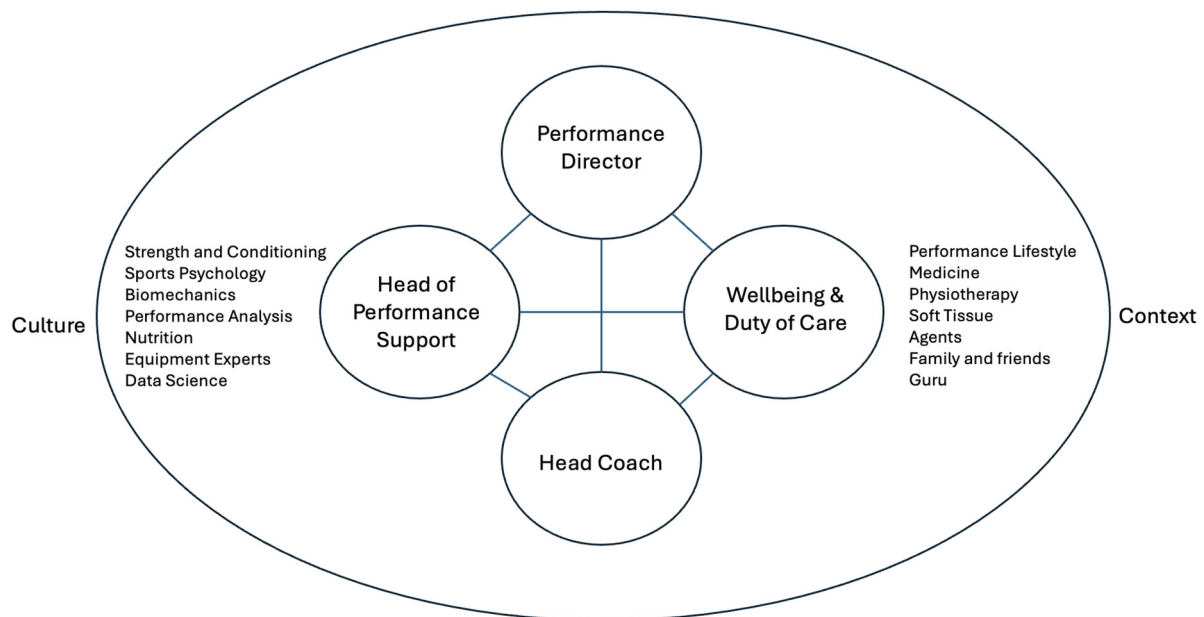 Performance
Director
Strength and Conditioning
Sports Psychology
Biomechanics
Performance Analysis
Nutrition
Equipment Experts
Data Science
Head of
Performance
Support
Wellbeing &
Duty of Care
Performance Lifestyle
Medicine
Physiotherapy
Soft Tissue
Agents
Family and friends
Guru
Culture
Context
Head Coach